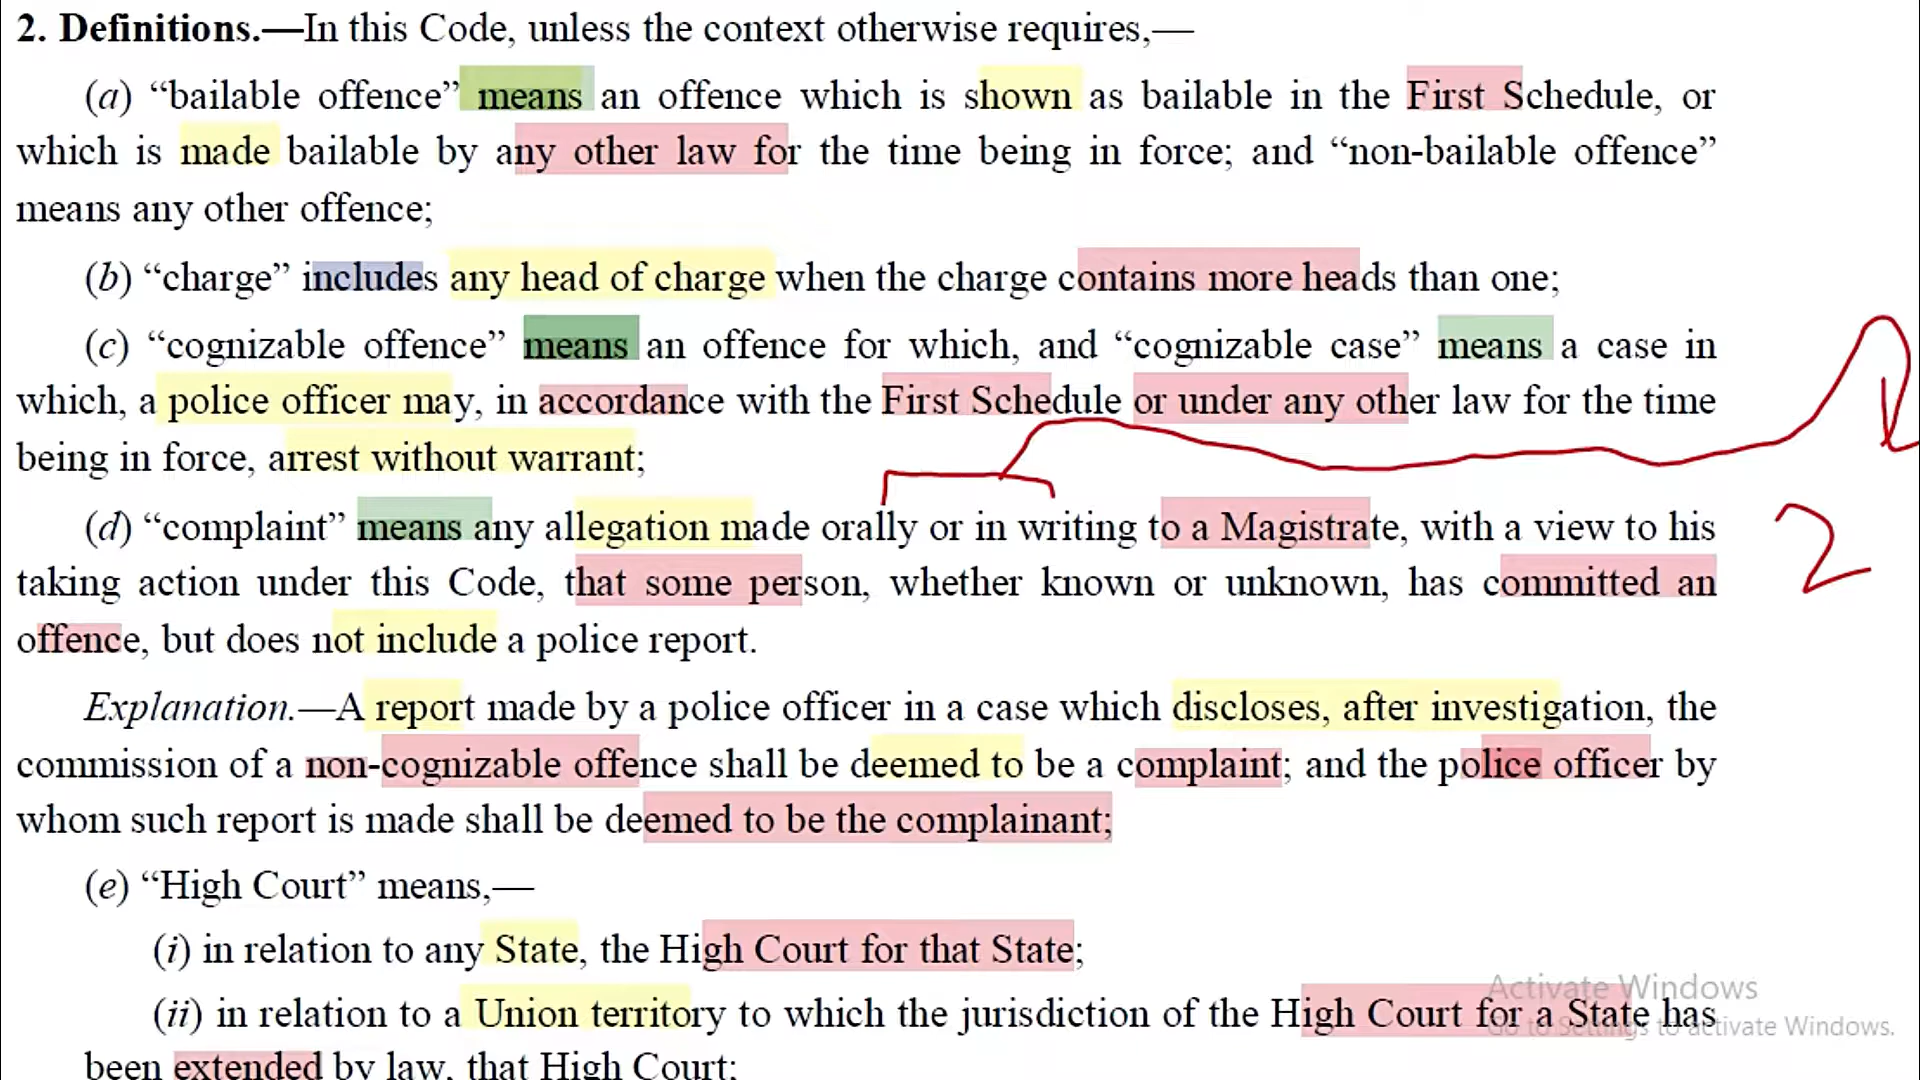 2. Definitions.—In this Code, unless the context otherwise requires,—
(a) “bailable offence” means an offence which is shown as bailable in the First Schedule, or
which is made bailable by any other law for the time being in force; and “non-bailable offence”
means any other offence;
(b) “charge” includes any head of charge when the charge contains more heads than one;
(c) “cognizable offence” means an offence for which, and “cognizable case” means a case in
which, a police officer may, in accordance with the First Schedule or under any other law for the time
being in force, arrest without warrant;
(d) “complaint” means any allegation made orally or in writing to a Magistrate, with a view to his
2
taking action under this Code, that some person, whether known or unknown, has committed an
offence, but does not include a police report.
Explanation.—A report made by a police officer in a case which discloses, after investigation, the
commission of a non-cognizable offence shall be deemed to be a complaint; and the police officer by
whom such report is made shall be deemed to be the complainant;
(e) “High Court” means,—
(i) in relation to any State, the High Court for that State;
(ii) in relation to a Union territory to which the jurisdiction of the High Court for a State has
been extended by law, that High Court;
Activate Windows
Go to Settings to activate Windows.